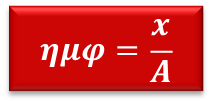 ημφ = x/A